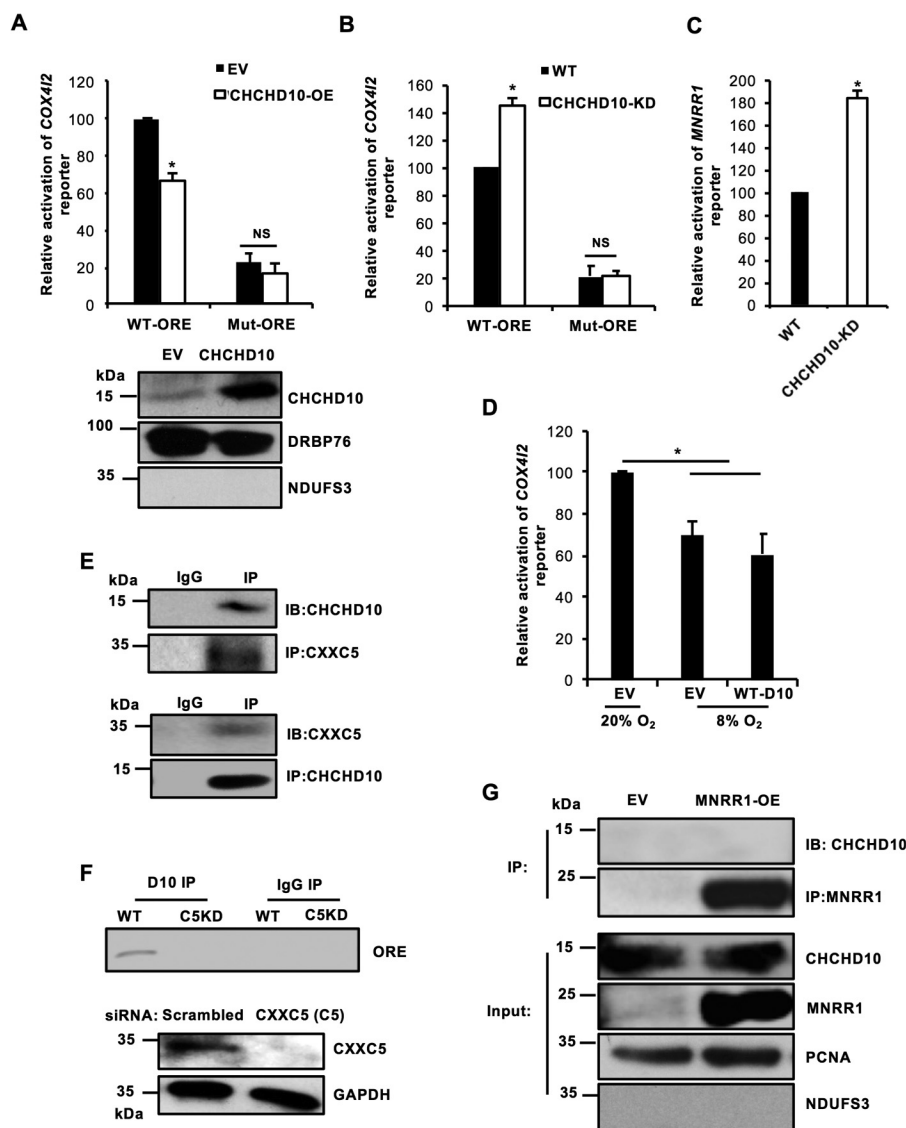 A
Relative activation of COX4I2
reporter
EV
'CHCHD10-OE
120
100
80
60
40
20
0
*
NS
WT-ORE
Mut-ORE
EV
CHCHD10
kDa
15
CHCHD10
100
DRBP76
35
NDUFS3
B
Relative activation of COX4I2
reporter
WT
CHCHD10-KD
160
140
120
100
80
60
40
20
0
*
NS
WT-ORE
Mut-ORE
C
Relative activation of MNRR1
reporter
200
180
160
140
120
100
80
60
40
20
0
*
WT
CHCHD10-KD
D
Relative activation of COX4I2
reporter
120
100
80
60
40
20
0
*
EV
EV
WT-D10
20% O₂
8% O₂
E
kDa
IgG
IP
15
IB:CHCHD10
35
IP:CXXC5
IgG
IP
35
IB:CXXC5
15
IP:CHCHD10
F
D10 IP
IgG IP
WT
C5KD
WT
C5KD
ORE
siRNA: Scrambled
CXXC5 (C5)
35
CXXC5
35
GAPDH
kDa
G
kDa
EV
MNRR1-OE
IP:
15
IB: CHCHD10
25
IP:MNRR1
Input:
15
CHCHD10
25
MNRR1
35
PCNA
35
NDUFS3